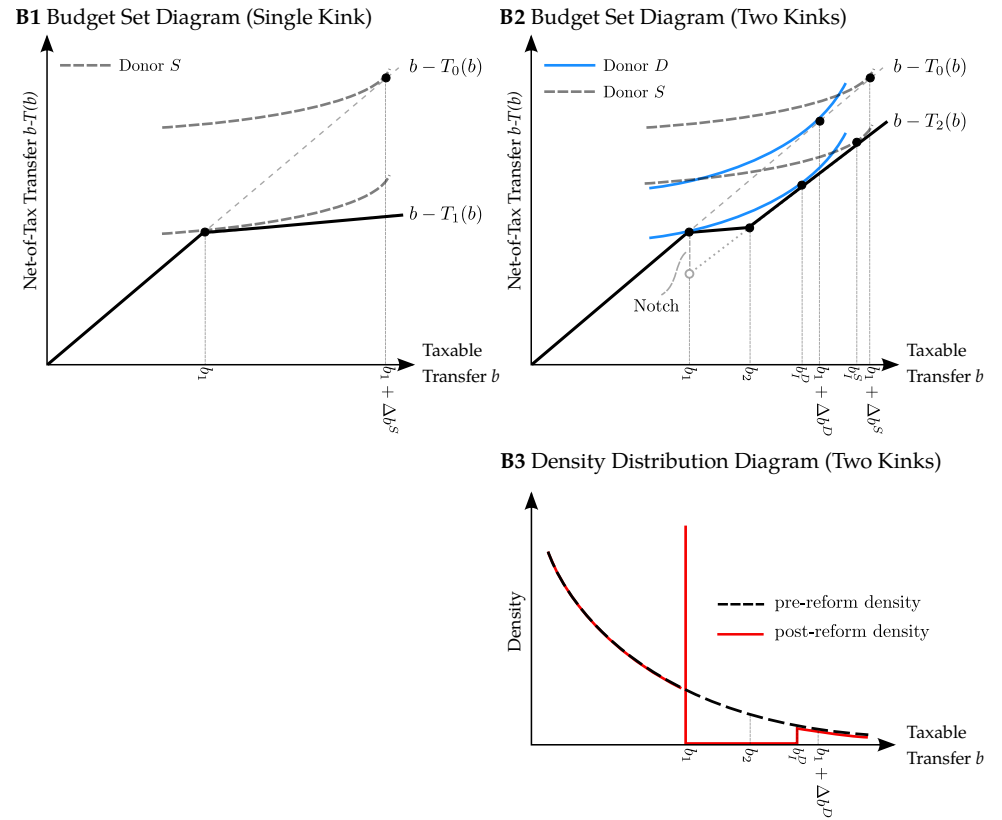 B1 Budget Set Diagram (Single Kink)
Net-of-Tax Transfer b-T(b)
Donor S
b − T₀(b)
b − T₁(b)
b₁
b₁ + Δbˢ
Taxable
Transfer b
B2 Budget Set Diagram (Two Kinks)
Net-of-Tax Transfer b-T(b)
Donor D
Donor S
b − T₀(b)
b − T₂(b)
Notch
b₁
b₂
b_I^D
b₁ + Δb^D
b_I^S
b₁ + Δb^S
Taxable
Transfer b
B3 Density Distribution Diagram (Two Kinks)
Density
pre-reform density
post-reform density
b₁
b₂
b_I^D
b₁ + Δb^D
Taxable
Transfer b